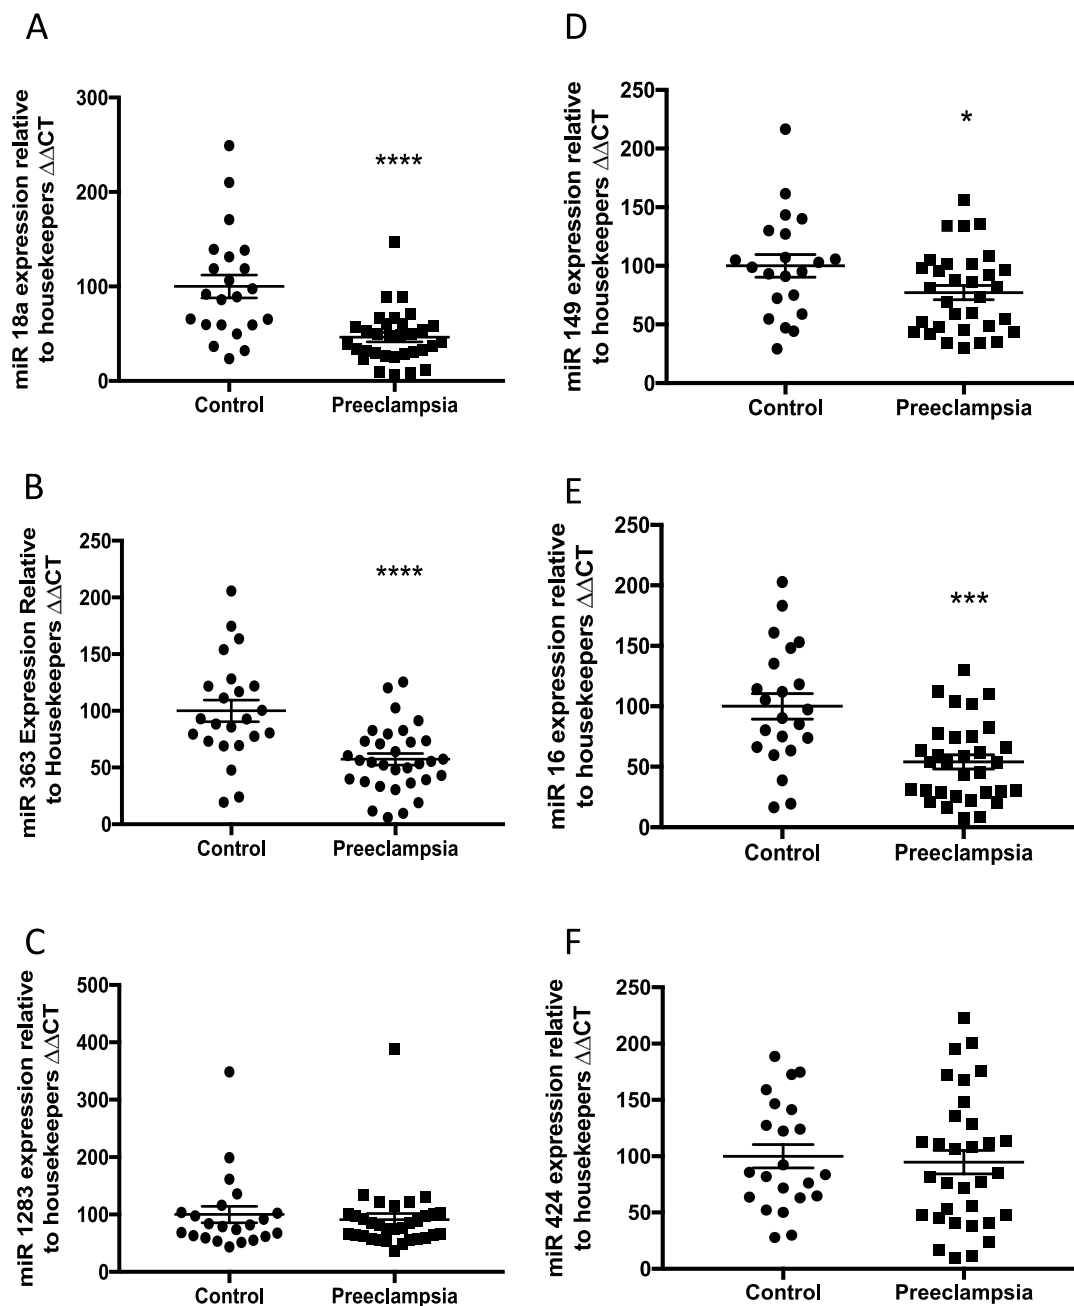 A
miR 18a expression relative
to housekeepers ΔΔCT
300
200
100
0
****
Control
Preeclampsia
D
miR 149 expression relative
to housekeepers ΔΔCT
250
200
150
100
50
0
*
Control
Preeclampsia
B
miR 363 Expression Relative
to Housekeepers ΔΔCT
250
200
150
100
50
0
****
Control
Preeclampsia
E
miR 16 expression relative
to housekeepers ΔΔCT
250
200
150
100
50
0
***
Control
Preeclampsia
C
miR 1283 expression relative
to housekeepers ΔΔCT
500
400
300
200
100
0
Control
Preeclampsia
F
miR 424 expression relative
to housekeepers ΔΔCT
250
200
150
100
50
0
Control
Preeclampsia